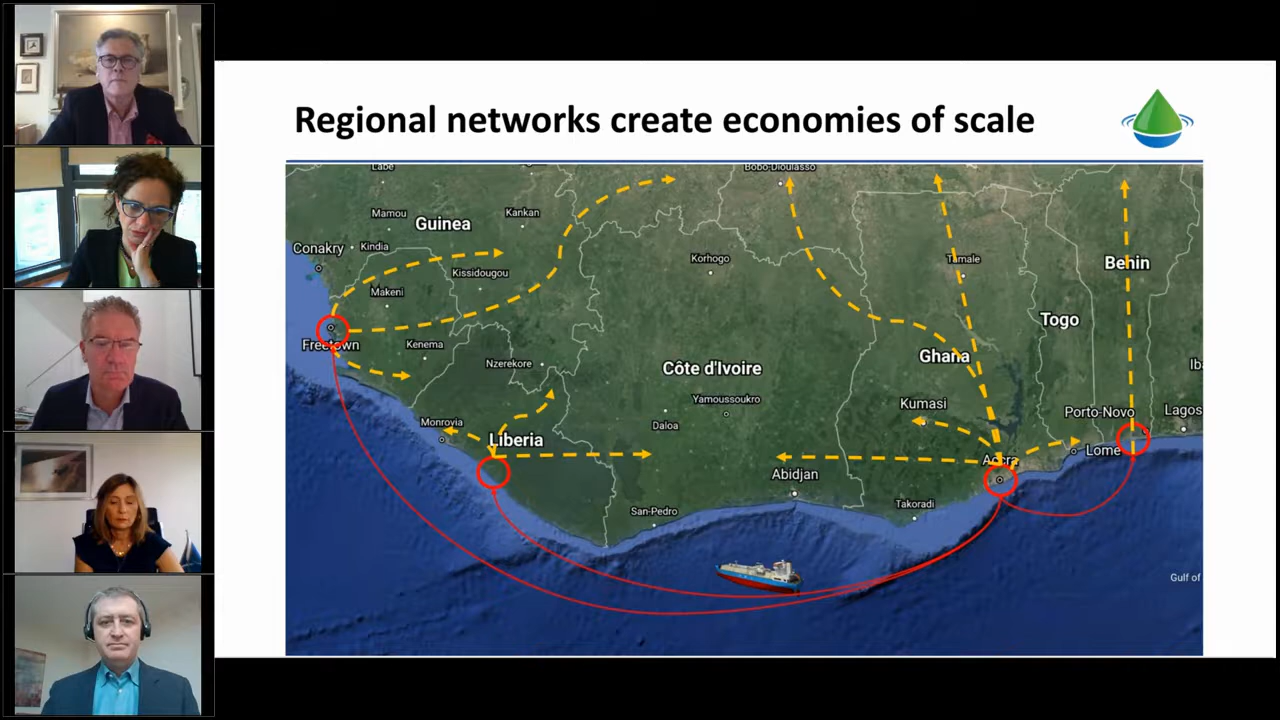 Regional networks create economies of scale
Labe
Bobo-Dioulasso
Mamou
Guinea
Kankan
Conakry
Kindia
Kissidougou
Korhogo
Tamale
Benin
Makeni
Togo
Freetown
Kenema
Nzerekore
Côte d'Ivoire
Ghana
Yamoussoukro
Kumasi
Porto-Novo
Lagos
Monrovia
Liberia
Daloa
Lome
Accra
Abidjan
San-Pedro
Takoradi
Gulf of